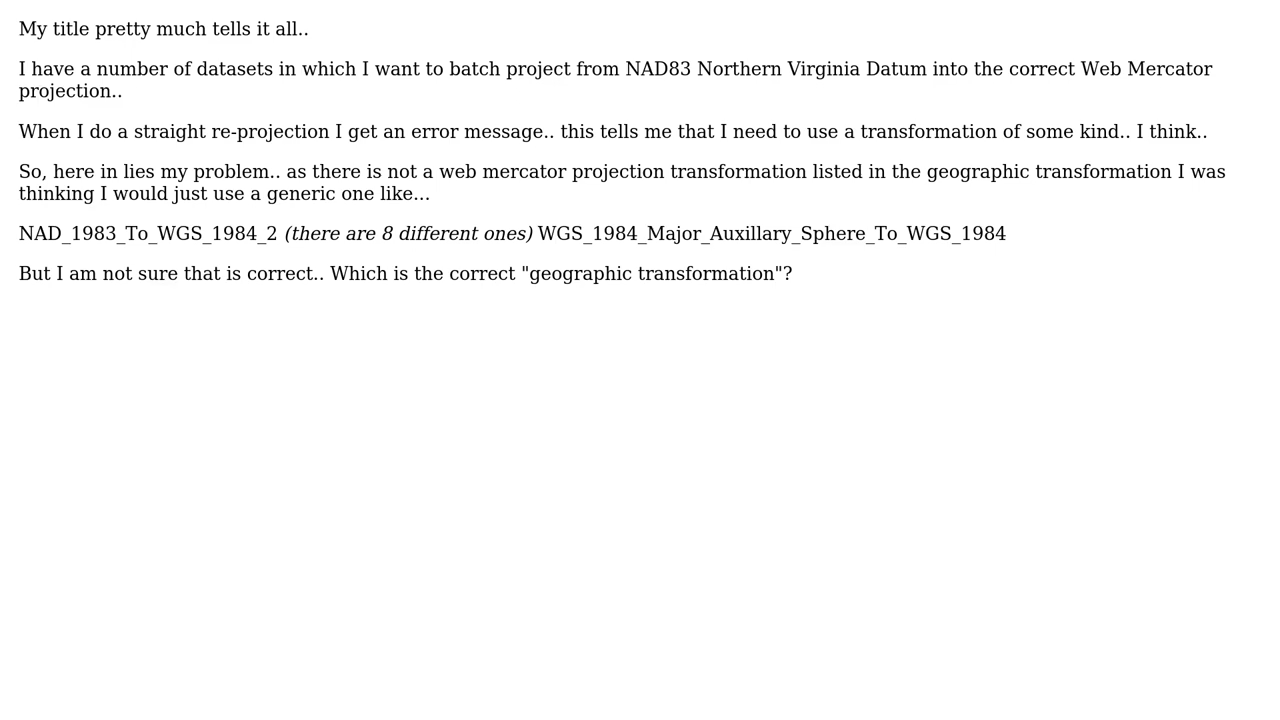 My title pretty much tells it all..
I have a number of datasets in which I want to batch project from NAD83 Northern Virginia Datum into the correct Web Mercator
projection..
When I do a straight re-projection I get an error message.. this tells me that I need to use a transformation of some kind.. I think..
So, here in lies my problem.. as there is not a web mercator projection transformation listed in the geographic transformation I was
thinking I would just use a generic one like...
NAD_1983_To_WGS_1984_2 (there are 8 different ones) WGS_1984_Major_Auxillary_Sphere_To_WGS_1984
But I am not sure that is correct.. Which is the correct "geographic transformation"?